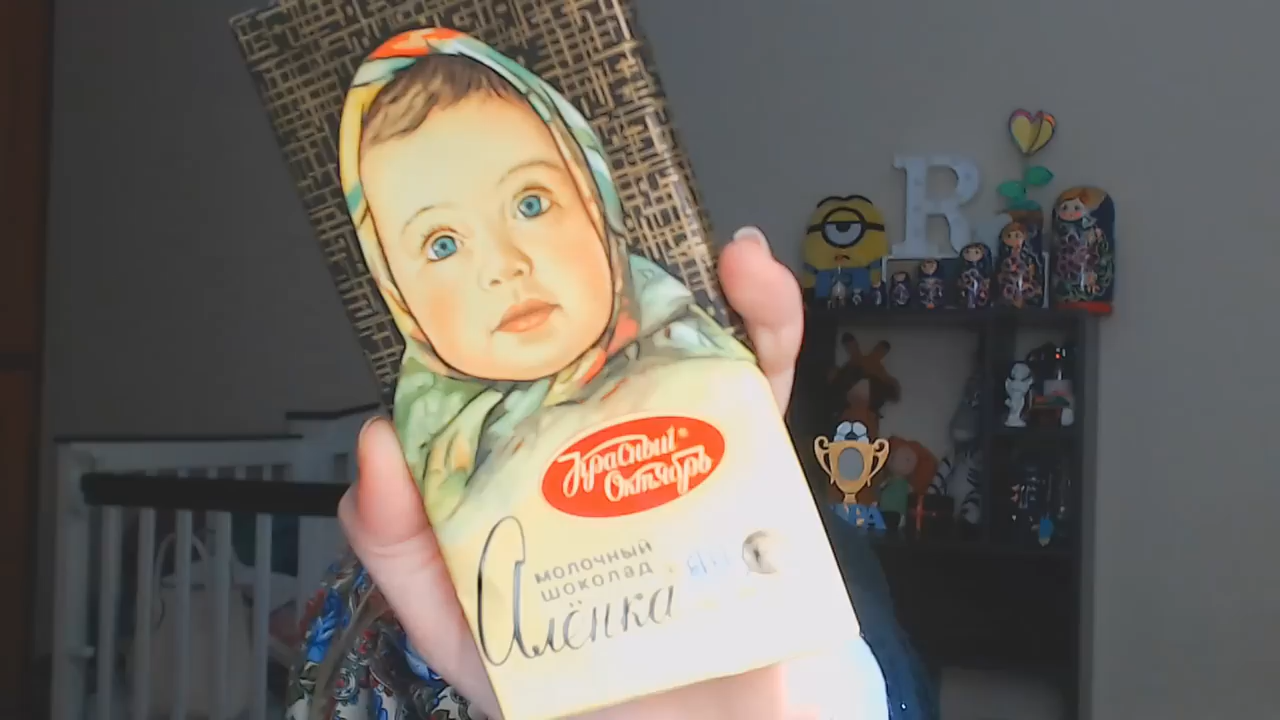 R
Красный
Октябрь
молочный
шоколад
Алёнка